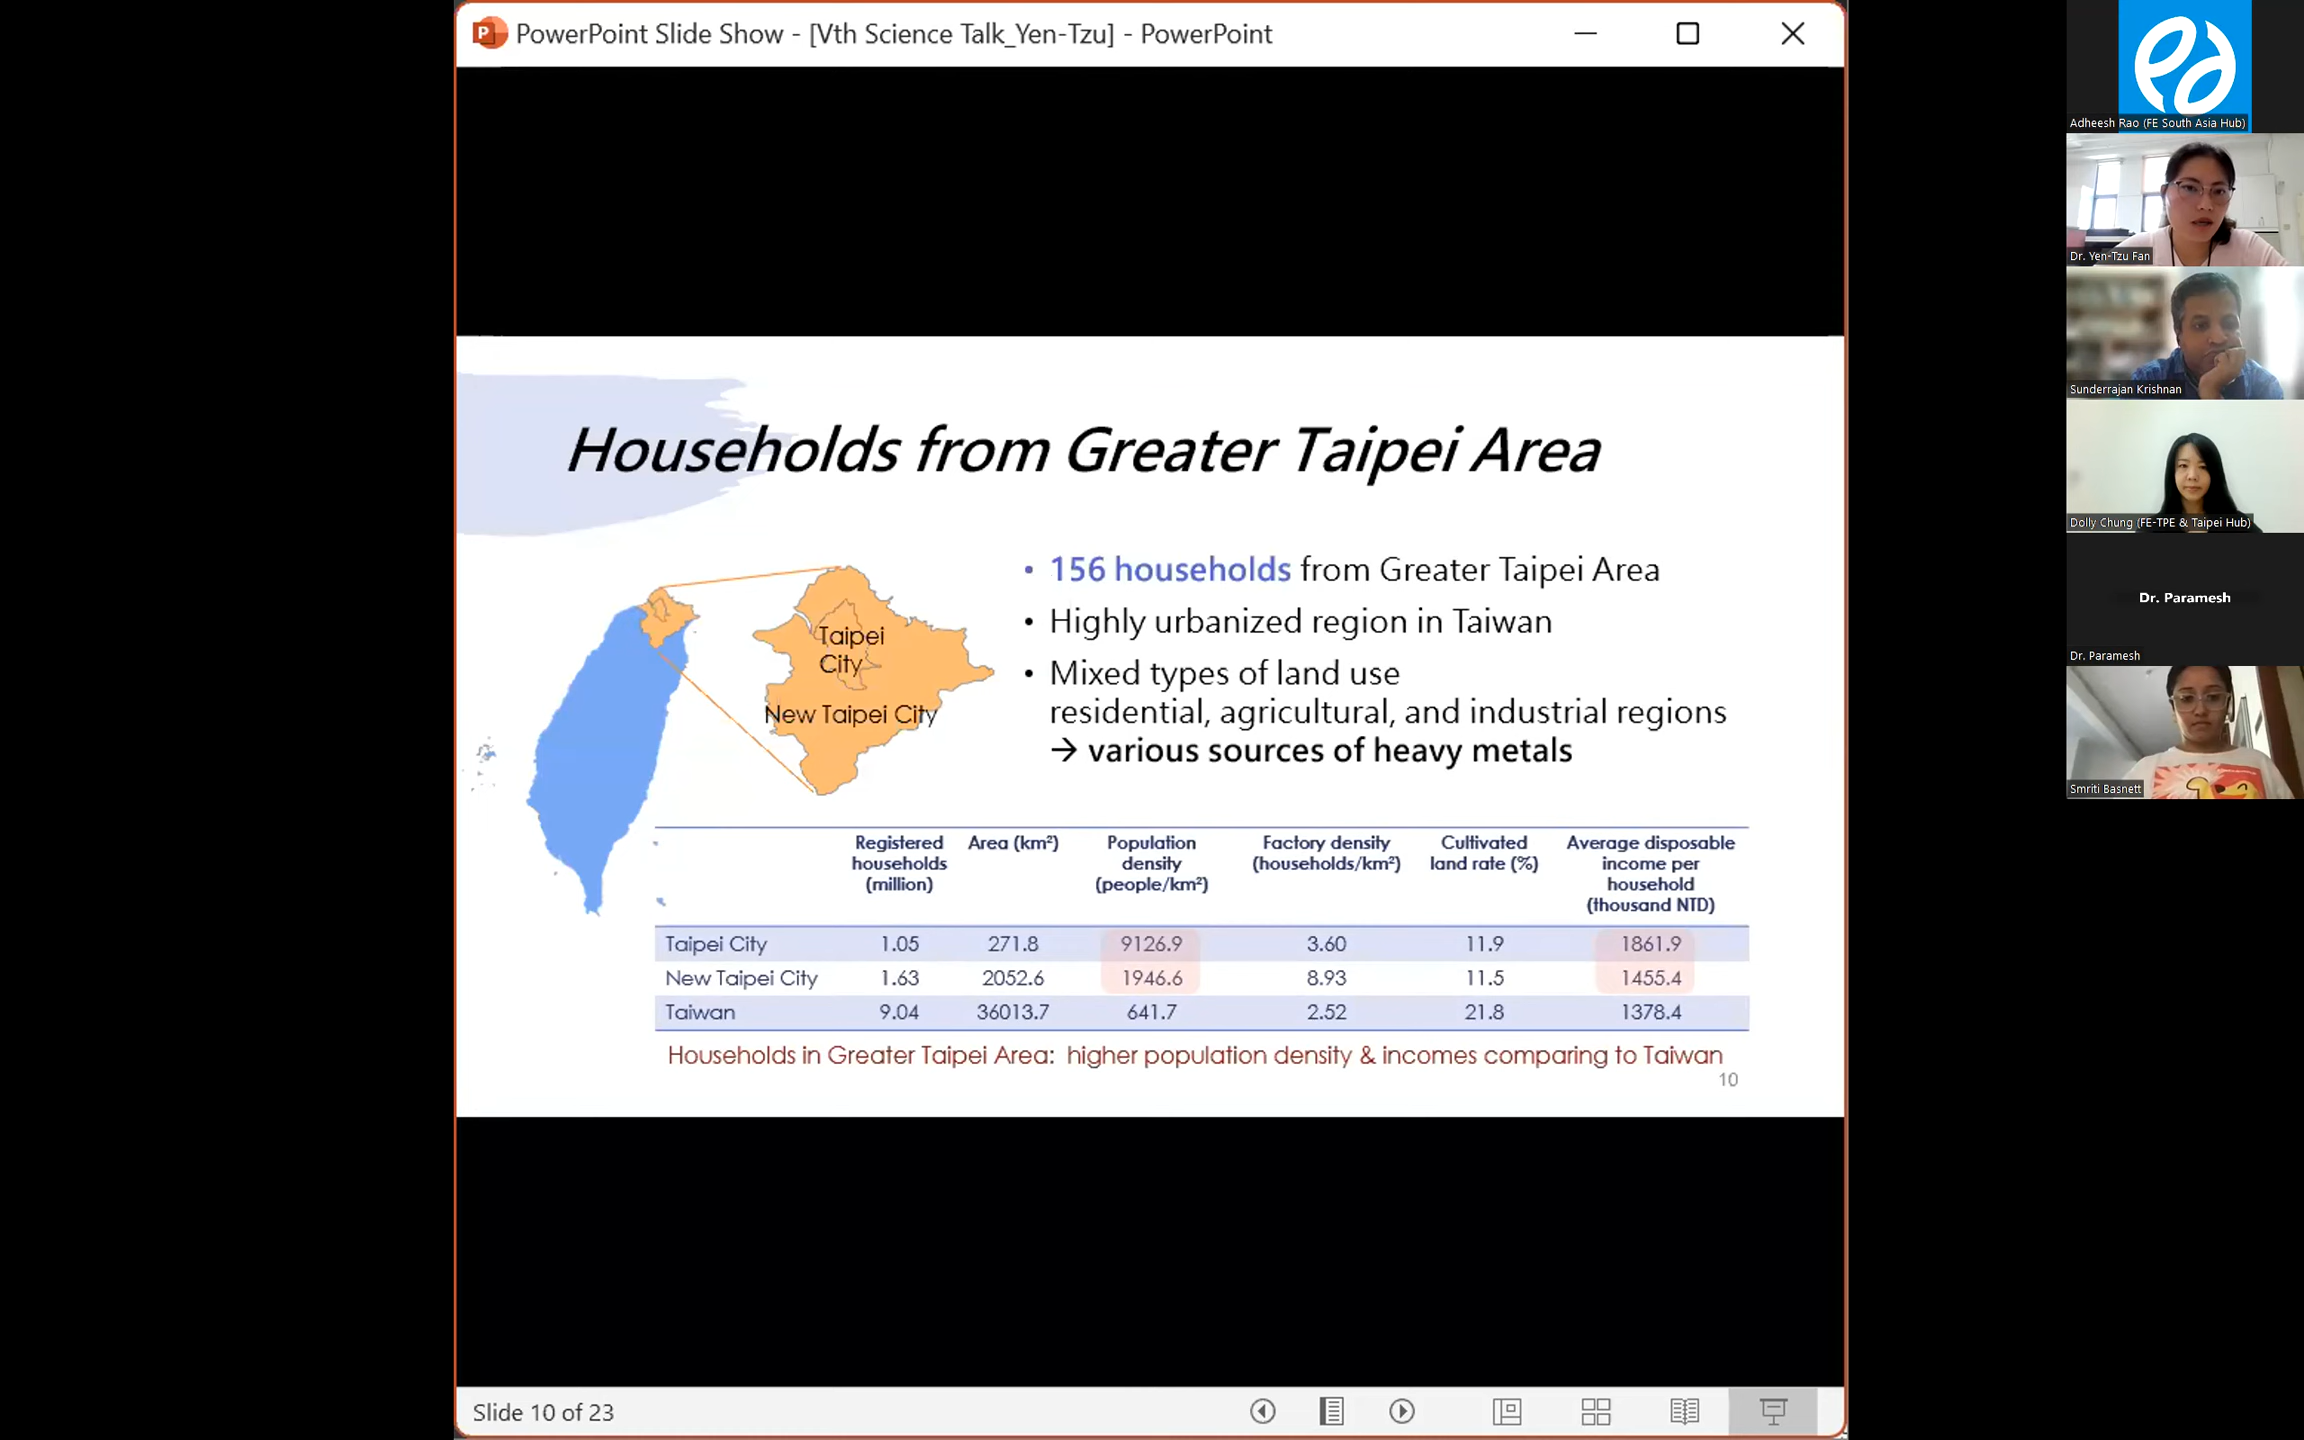 PowerPoint Slide Show - [Vth Science Talk_Yen-Tzu] - PowerPoint
Households from Greater Taipei Area
Taipei
City
New Taipei City
• 156 households from Greater Taipei Area
• Highly urbanized region in Taiwan
• Mixed types of land use
residential, agricultural, and industrial regions
→ various sources of heavy metals
Registered households (million) Area (km²) Population density (people/km²) Factory density (households/km²) Cultivated land rate (%) Average disposable income per household (thousand NTD)
Taipei City 1.05 271.8 9126.9 3.60 11.9 1861.9
New Taipei City 1.63 2052.6 1946.6 8.93 11.5 1455.4
Taiwan 9.04 36013.7 641.7 2.52 21.8 1378.4
Households in Greater Taipei Area: higher population density & incomes comparing to Taiwan
10
Slide 10 of 23
Adheesh Rao (FE South Asia Hub)
Dr. Yen-Tzu Fan
Sunderrajan Krishnan
Dolly Chung (FE-TPE & Taipei Hub)
Dr. Paramesh
Dr. Paramesh
Smriti Basnett